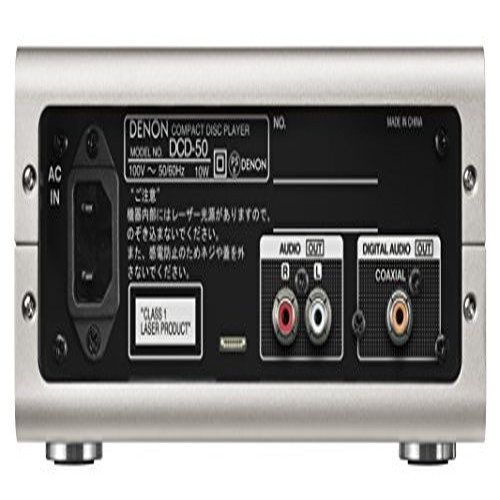 AC
IN
DENON COMPACT DISC PLAYER
MODEL NO. DCD-50
100V ～ 50/60Hz 10W PS E DENON
NO.
MADE IN CHINA
"ご注意"
機器内部にはレーザー光源がありますので、
のぞき込まないでください。
また、感電防止のためネジや蓋を外
さないでください。
"CLASS 1
LASER PRODUCT"
AUDIO OUT
R L
DIGITAL AUDIO OUT
COAXIAL